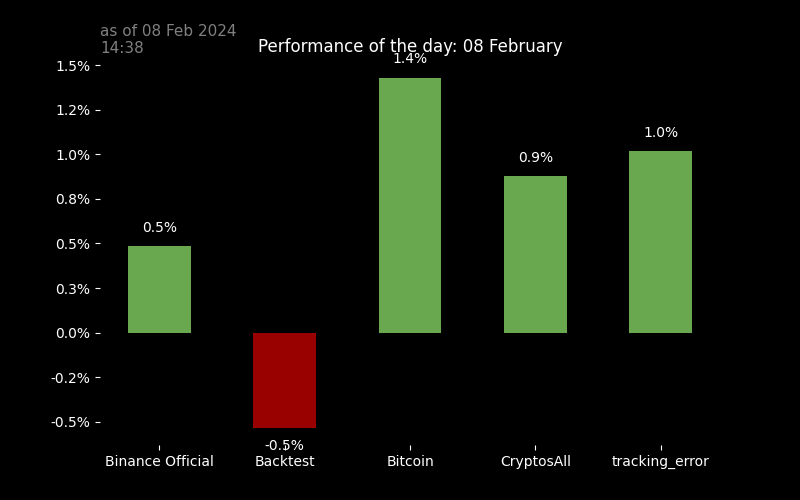 as of 08 Feb 2024
14:38
Performance of the day: 08 February
1.5%
1.2%
1.0%
0.8%
0.5%
0.3%
0.0%
-0.2%
-0.5%
0.5%
-0.5%
1.4%
0.9%
1.0%
Binance Official
Backtest
Bitcoin
CryptosAll
tracking_error